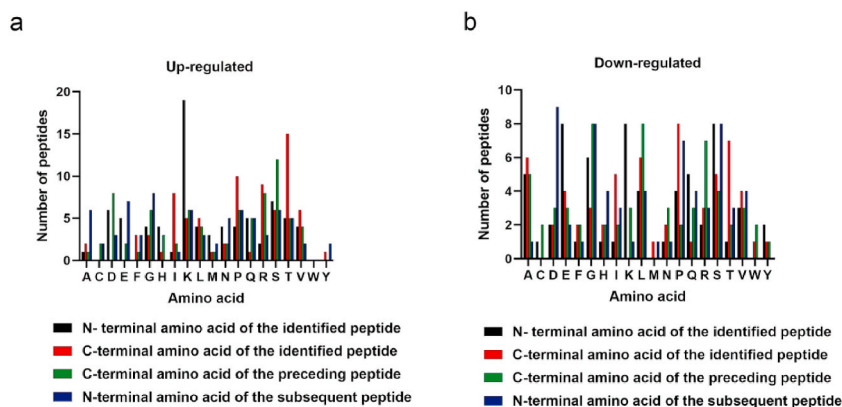 a
Up-regulated
Number of peptides
20
15
10
5
0
A C D E F G H I K L M N P Q R S T V W Y
Amino acid
N- terminal amino acid of the identified peptide
C-terminal amino acid of the identified peptide
C-terminal amino acid of the preceding peptide
N-terminal amino acid of the subsequent peptide
b
Down-regulated
Number of peptides
10
8
6
4
2
0
A C D E F G H I K L M N P Q R S T V W Y
Amino acid
N- terminal amino acid of the identified peptide
C-terminal amino acid of the identified peptide
C-terminal amino acid of the preceding peptide
N-terminal amino acid of the subsequent peptide